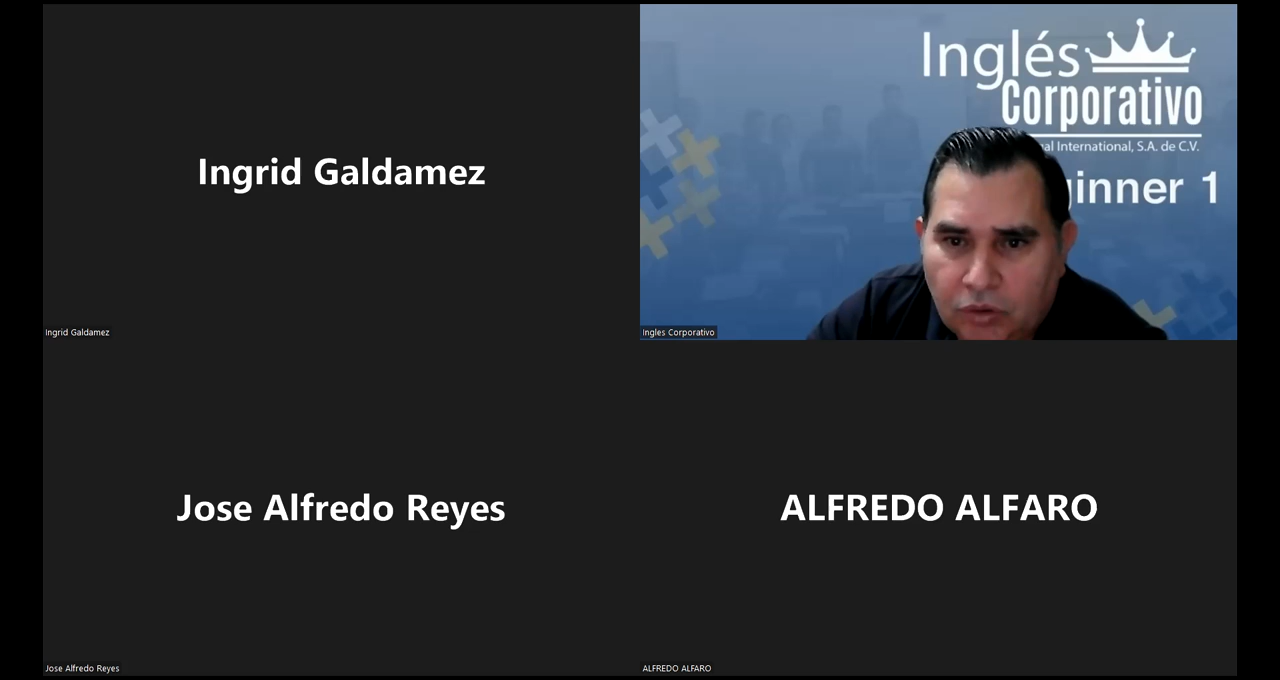 Ingrid Galdamez
Ingrid Galdamez
Inglés
Corporativo
nal International, S.A. de C.V.
ginner 1
Ingles Corporativo
Jose Alfredo Reyes
Jose Alfredo Reyes
ALFREDO ALFARO
ALFREDO ALFARO